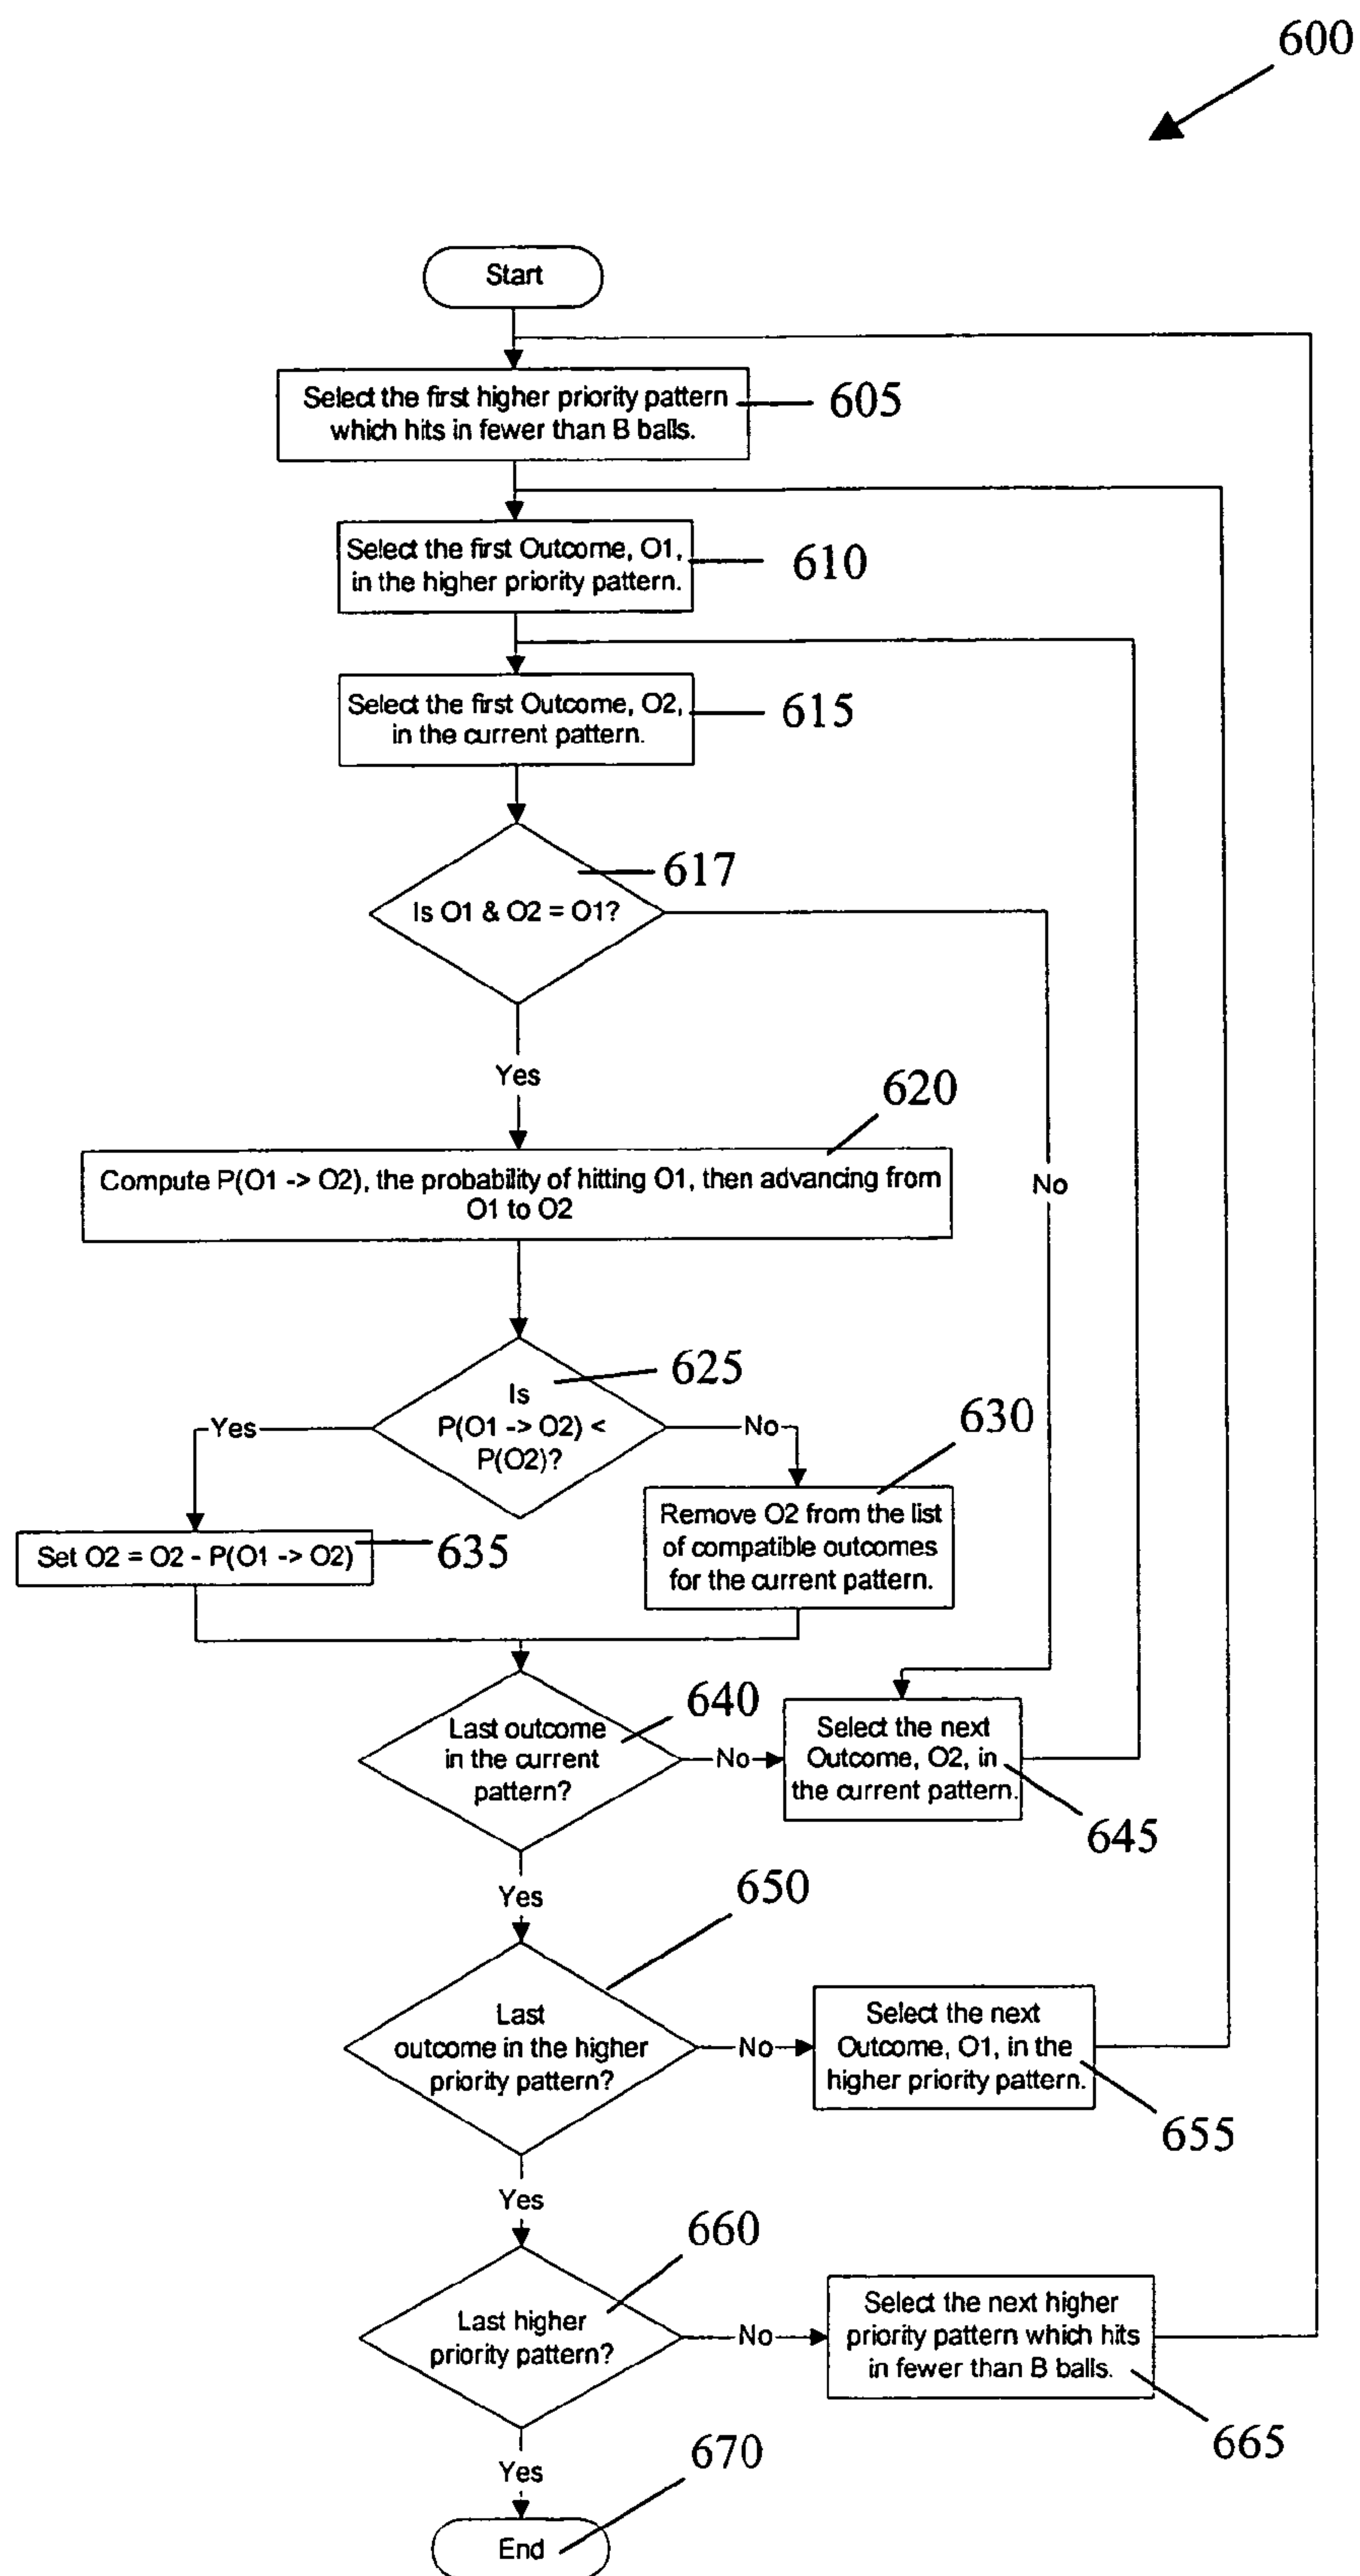 600
Start
Select the first higher priority pattern
which hits in fewer than B balls.
605
Select the first Outcome, O1,
in the higher priority pattern.
610
Select the first Outcome, O2,
in the current pattern.
615
617
Is O1 & O2 = O1?
Yes
No
620
Compute P(O1 -> O2), the probability of hitting O1, then advancing from
O1 to O2
625
Is
P(O1 -> O2) <
P(O2)?
Yes
No
630
Remove O2 from the list
of compatible outcomes
for the current pattern.
Set O2 = O2 - P(O1 -> O2)
635
640
Last outcome
in the current
pattern?
No
Select the next
Outcome, O2, in
the current pattern.
645
Yes
650
Last
outcome in the higher
priority pattern?
No
Select the next
Outcome, O1, in the
higher priority pattern.
655
Yes
660
Last higher
priority pattern?
No
Select the next higher
priority pattern which hits
in fewer than B balls.
665
Yes
670
End